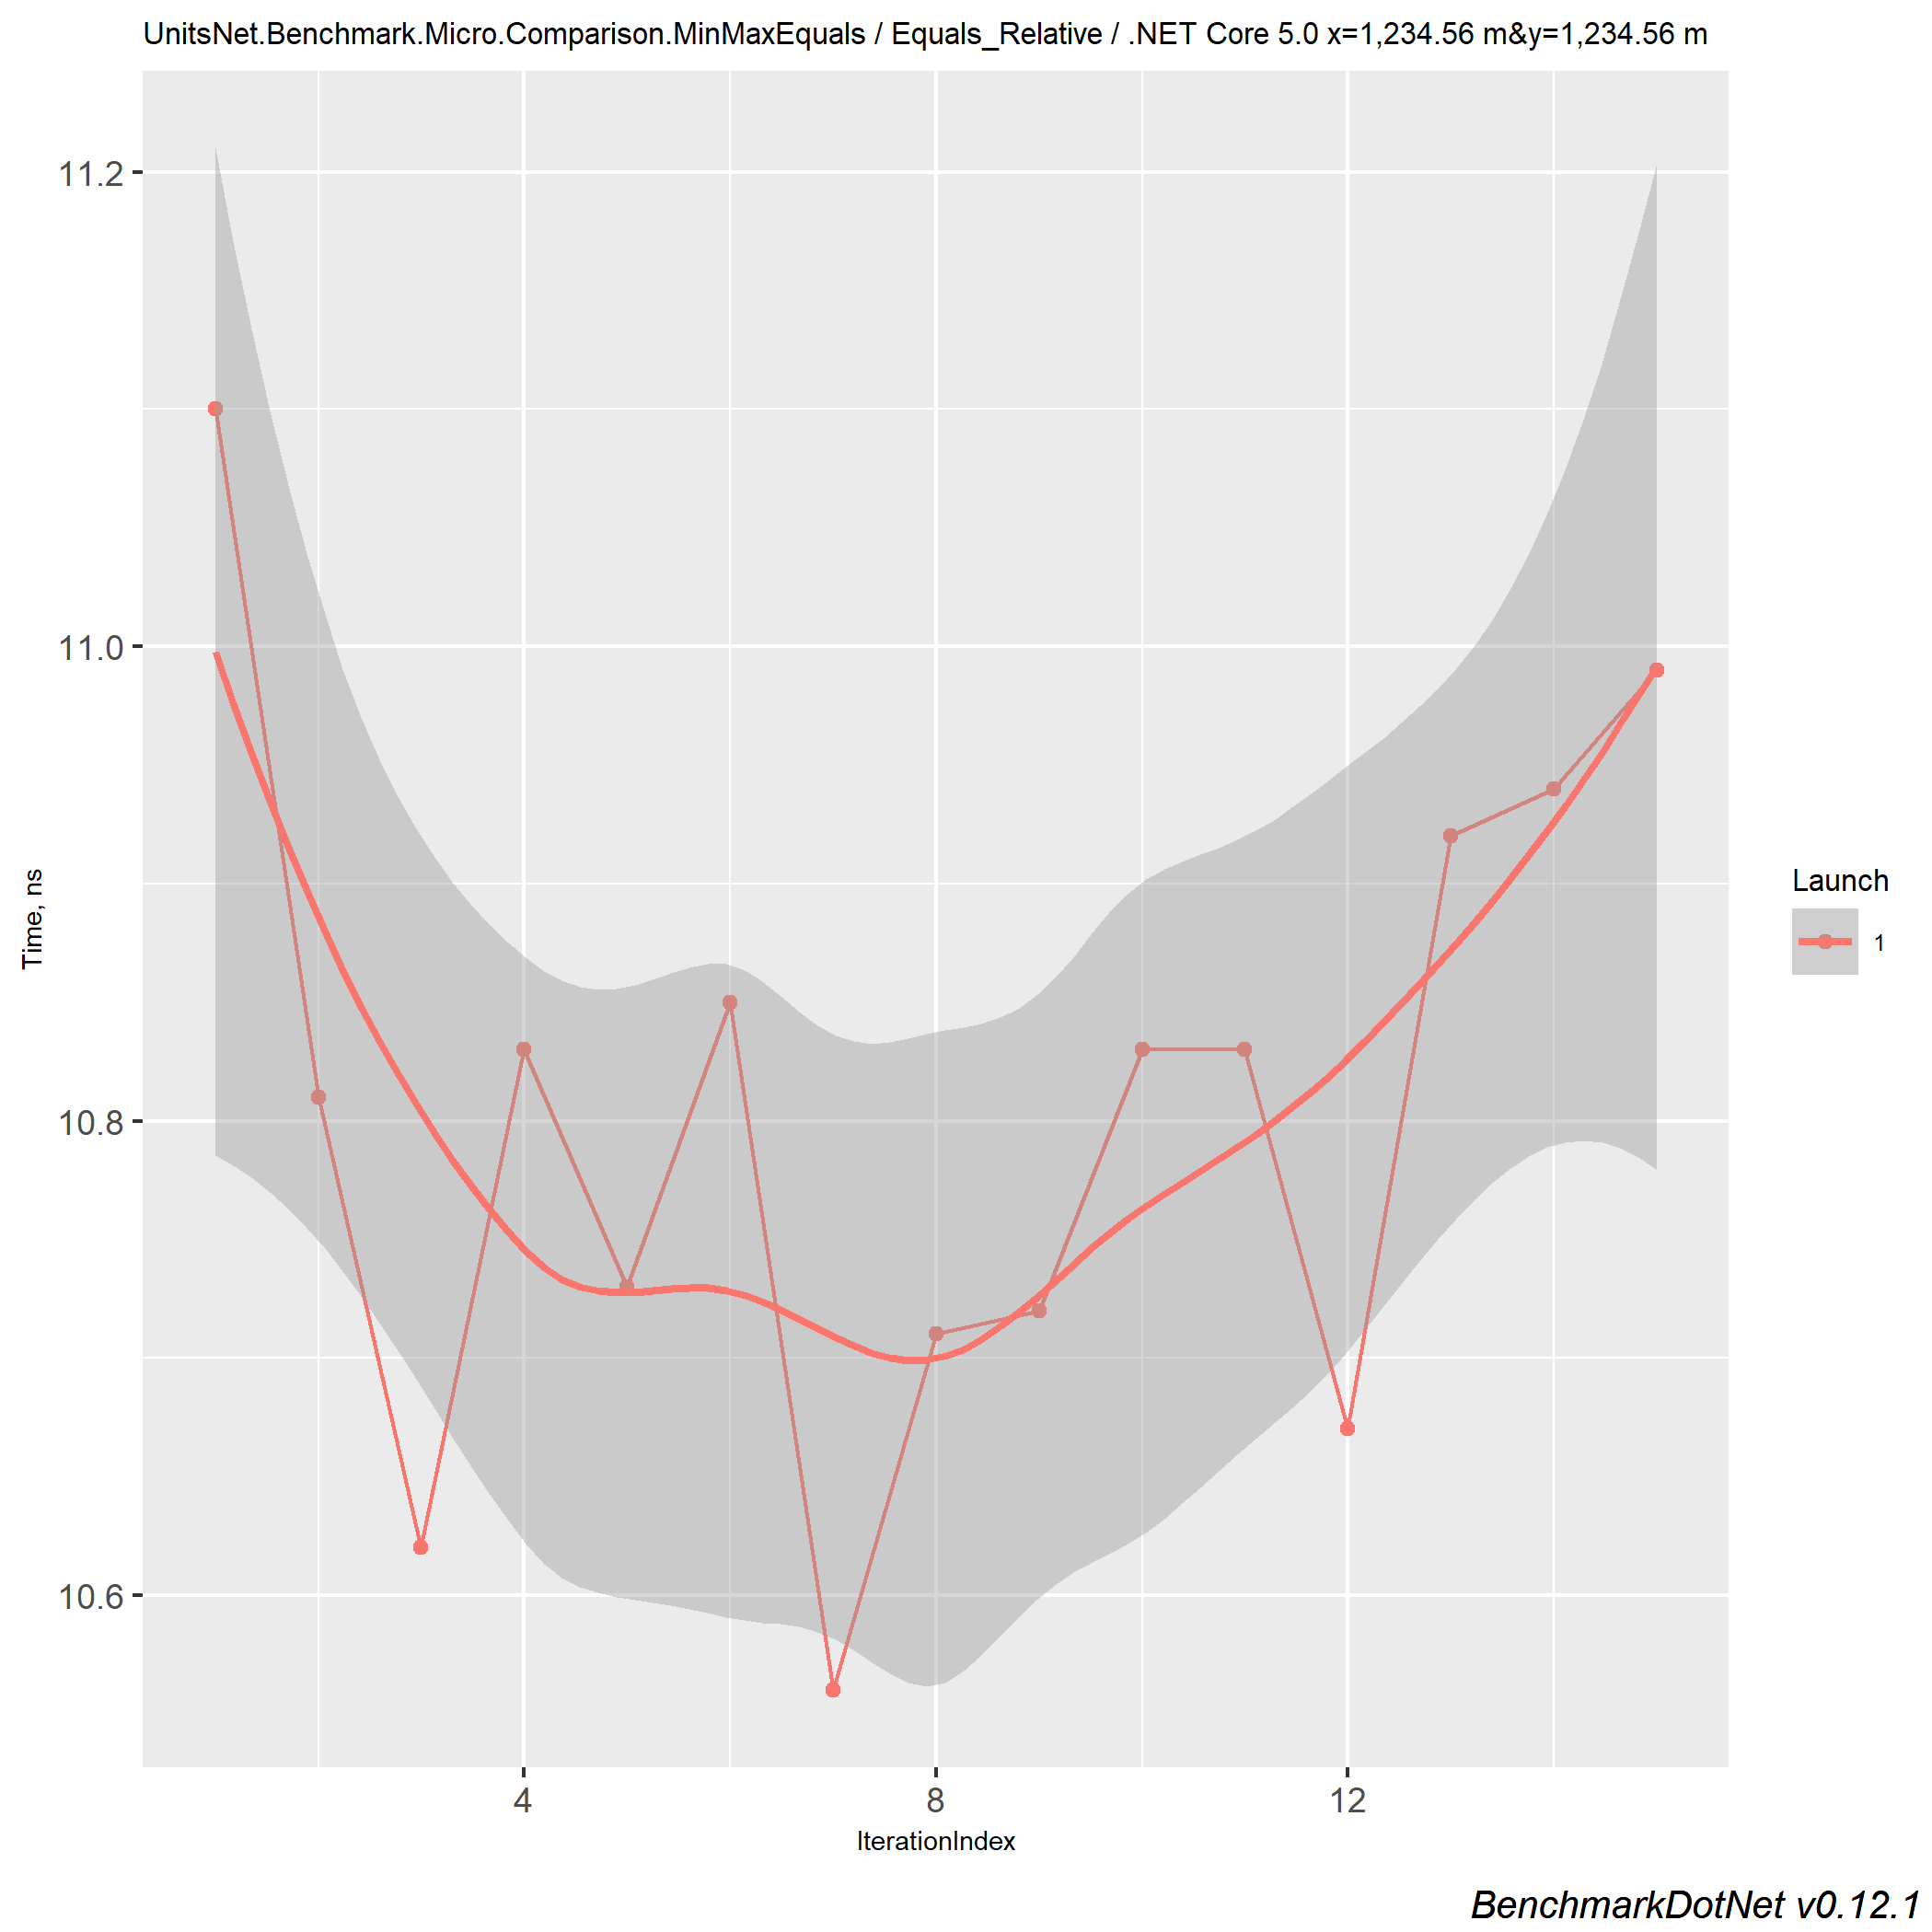 UnitsNet.Benchmark.Micro.Comparison.MinMaxEquals / Equals_Relative / .NET Core 5.0 x=1,234.56 m&y=1,234.56 m
11.2
11.0
10.8
10.6
Time, ns
4
8
12
IterationIndex
Launch
1
BenchmarkDotNet v0.12.1